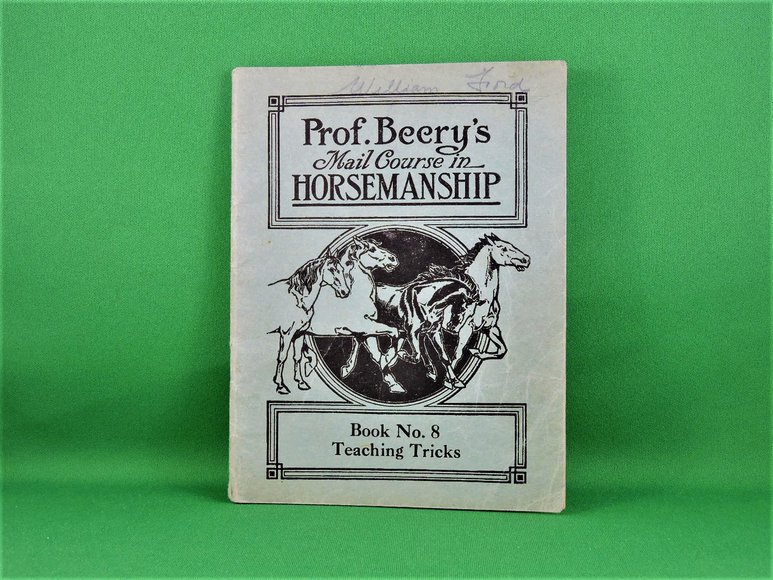 William Ford
Prof. Beery's
Mail Course in
HORSEMANSHIP
Book No. 8
Teaching Tricks